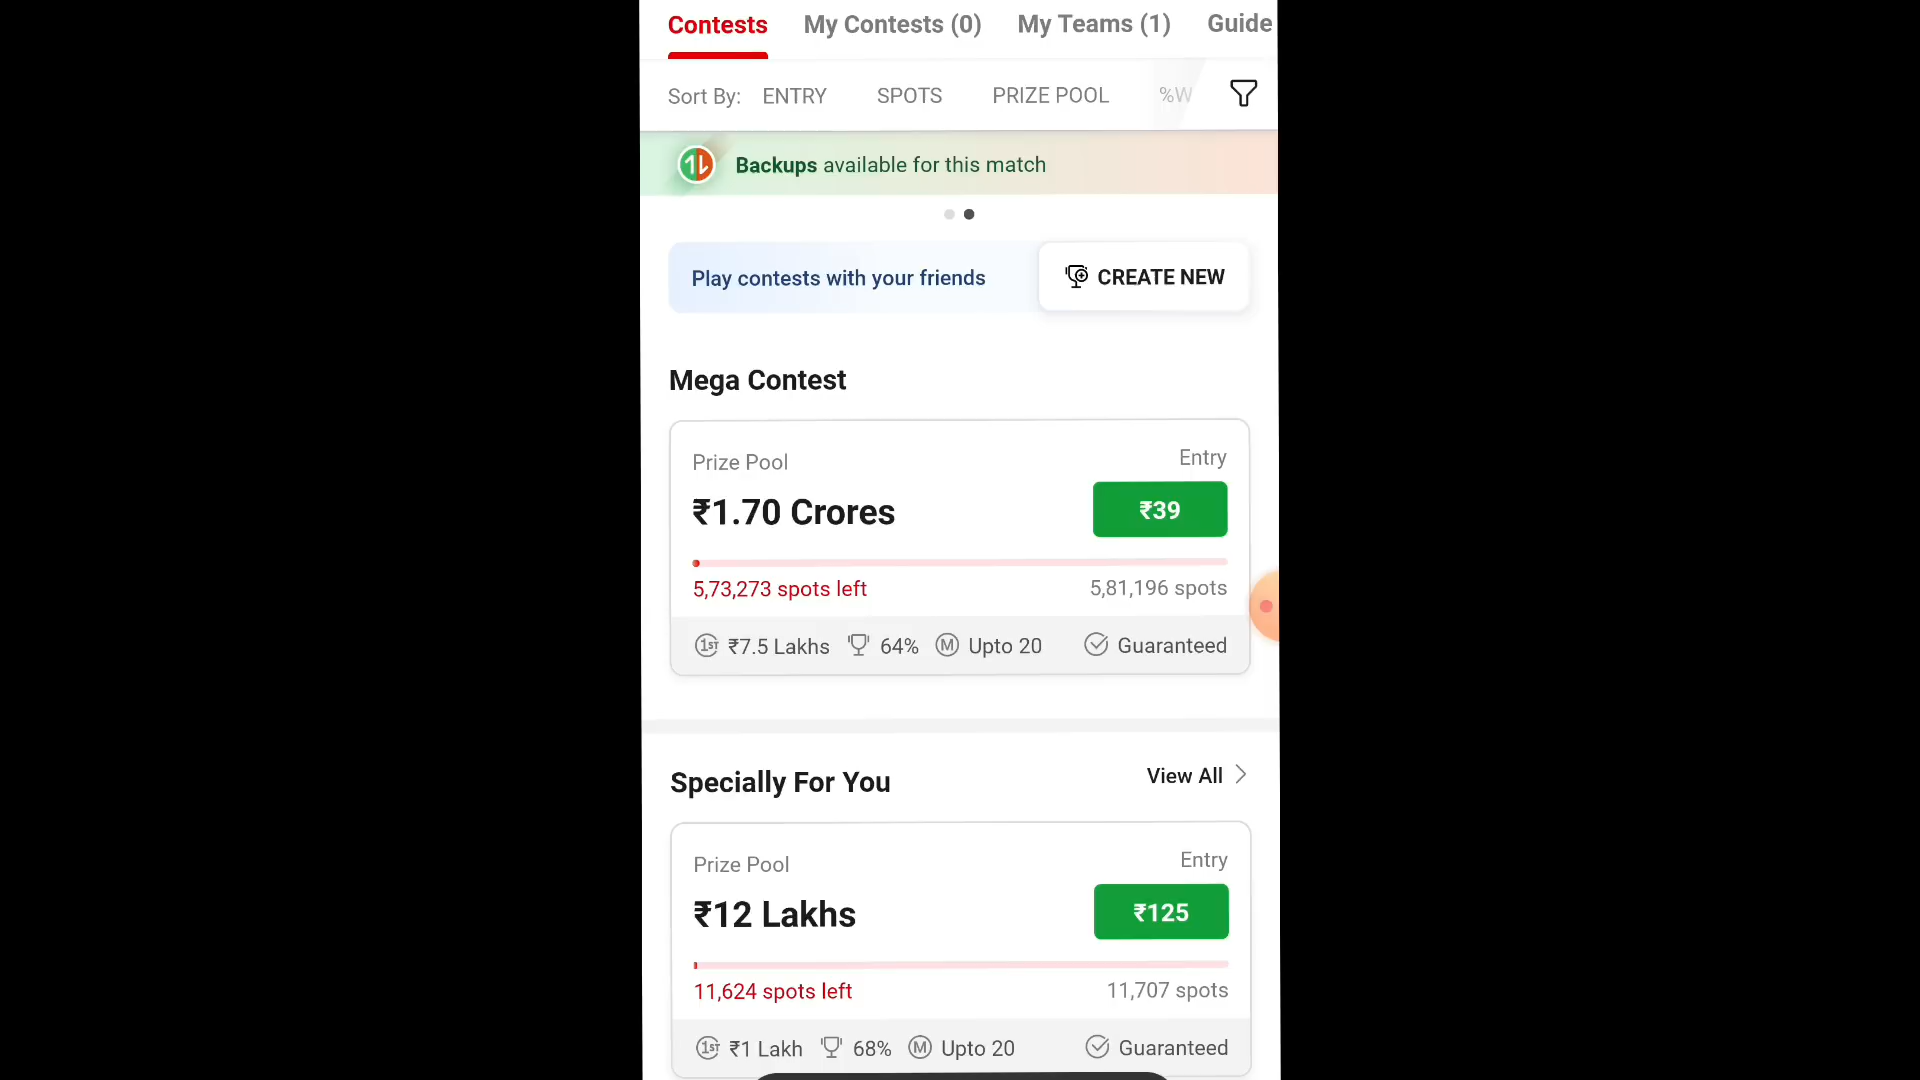 Contests My Contests (0) My Teams (1) Guide
Sort By: ENTRY SPOTS PRIZE POOL %W
Backups available for this match
Play contests with your friends CREATE NEW
Mega Contest
Prize Pool Entry
₹1.70 Crores ₹39
5,73,273 spots left 5,81,196 spots
1ST ₹7.5 Lakhs 64% M Upto 20 Guaranteed
Specially For You View All
Prize Pool Entry
₹12 Lakhs ₹125
11,624 spots left 11,707 spots
1ST ₹1 Lakh 68% M Upto 20 Guaranteed